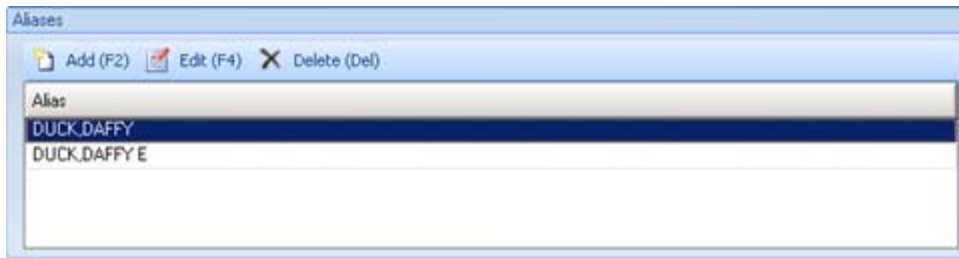 Aliases
Add (F2) Edit (F4) Delete (Del)
Alias
DUCK,DAFFY
DUCK,DAFFY E